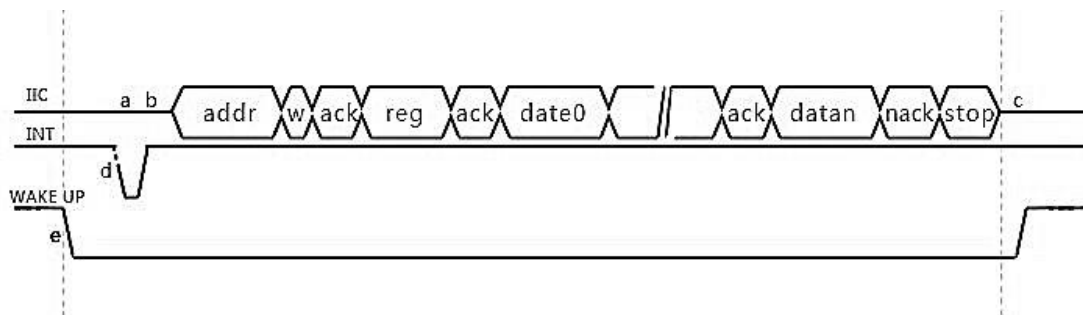 IIC a b addr w ack reg ack date0 // ack datan nack stop c
INT
d
WAKE UP
e